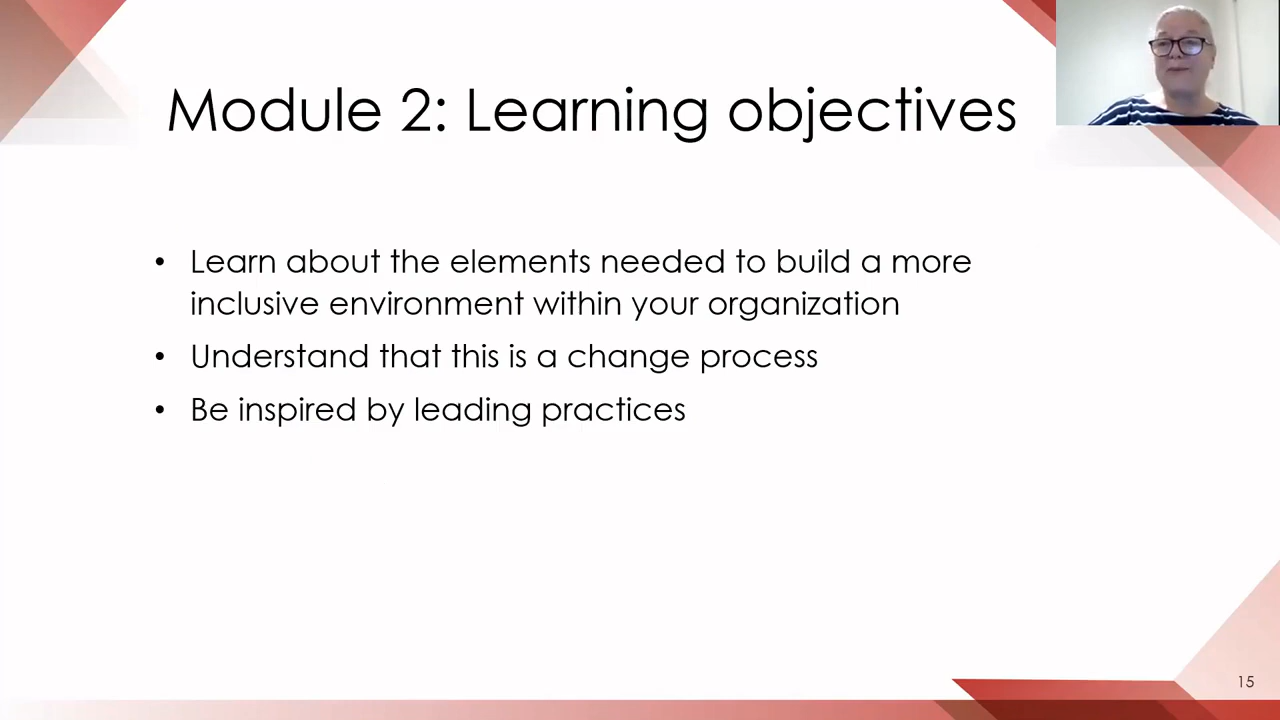 Module 2: Learning objectives
• Learn about the elements needed to build a more
inclusive environment within your organization
• Understand that this is a change process
• Be inspired by leading practices
15